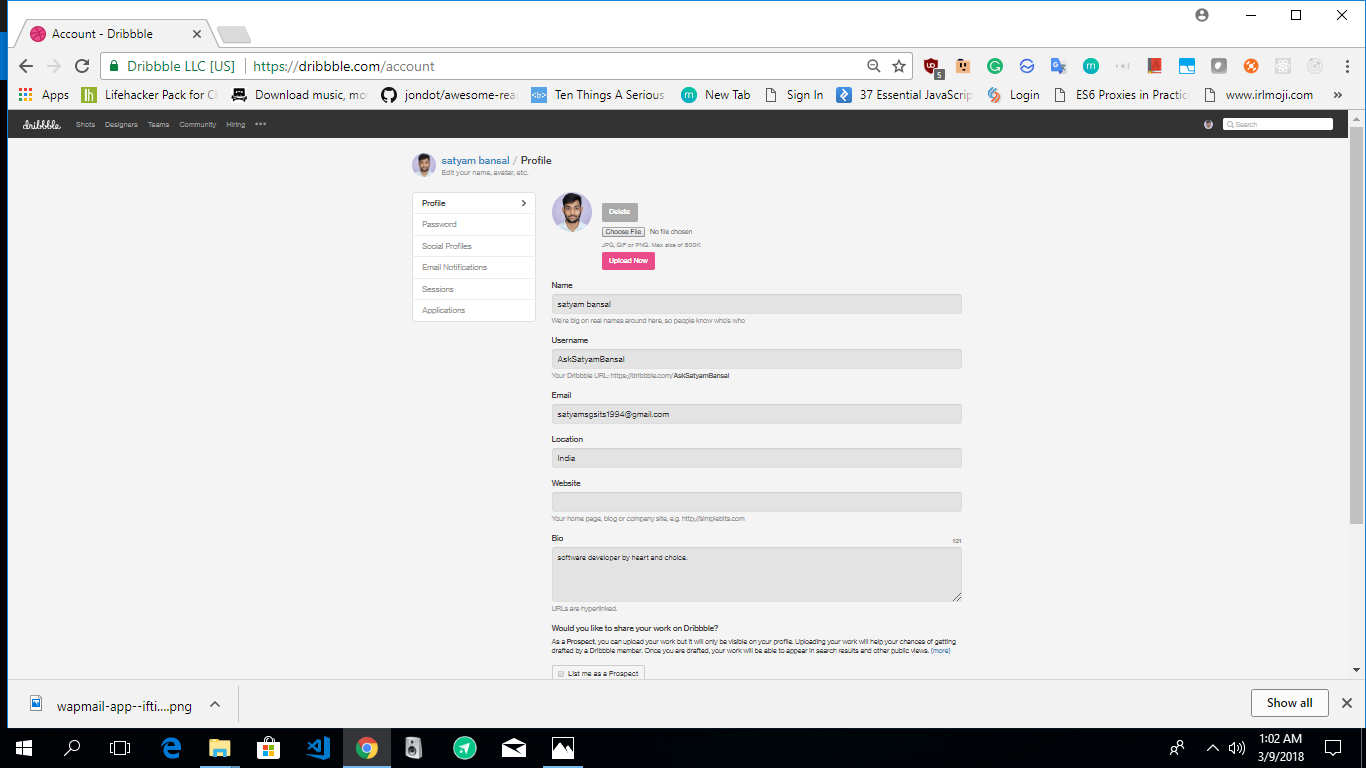 Account - Dribbble
Dribbble LLC [US]
https://dribbble.com/account
5
Apps
Lifehacker Pack for C
Download music, mo
jondot/awesome-rea
Ten Things A Serious
New Tab
Sign In
37 Essential JavaScrip
Login
ES6 Proxies in Practic
www.irlmoji.com
»
dribbble
Shots
Designers
Teams
Community
Hiring
•••
Search
satyam bansal / Profile
Edit your name, avatar, etc.
Profile
Password
Social Profiles
Email Notifications
Sessions
Applications
Delete
Choose File No file chosen
JPG, GIF or PNG. Max size of 800K
Upload Now
Name
satyam bansal
We're big on real names around here, so people know who's who
Username
AskSatyamBansal
Your Dribbble URL: https://dribbble.com/AskSatyamBansal
Email
satyamsgsits1994@gmail.com
Location
India
Website
Your home page, blog or company site, e.g. http://simplebits.com
Bio
121
software developer by heart and choice.
URLs are hyperlinked.
Would you like to share your work on Dribbble?
As a Prospect, you can upload your work but it will only be visible on your profile. Uploading your work will help your chances of getting
drafted by a Dribbble member. Once you are drafted, your work will be able to appear in search results and other public views. (more)
List me as a Prospect
wapmail-app--ifti....png
Show all
1:02 AM
3/9/2018